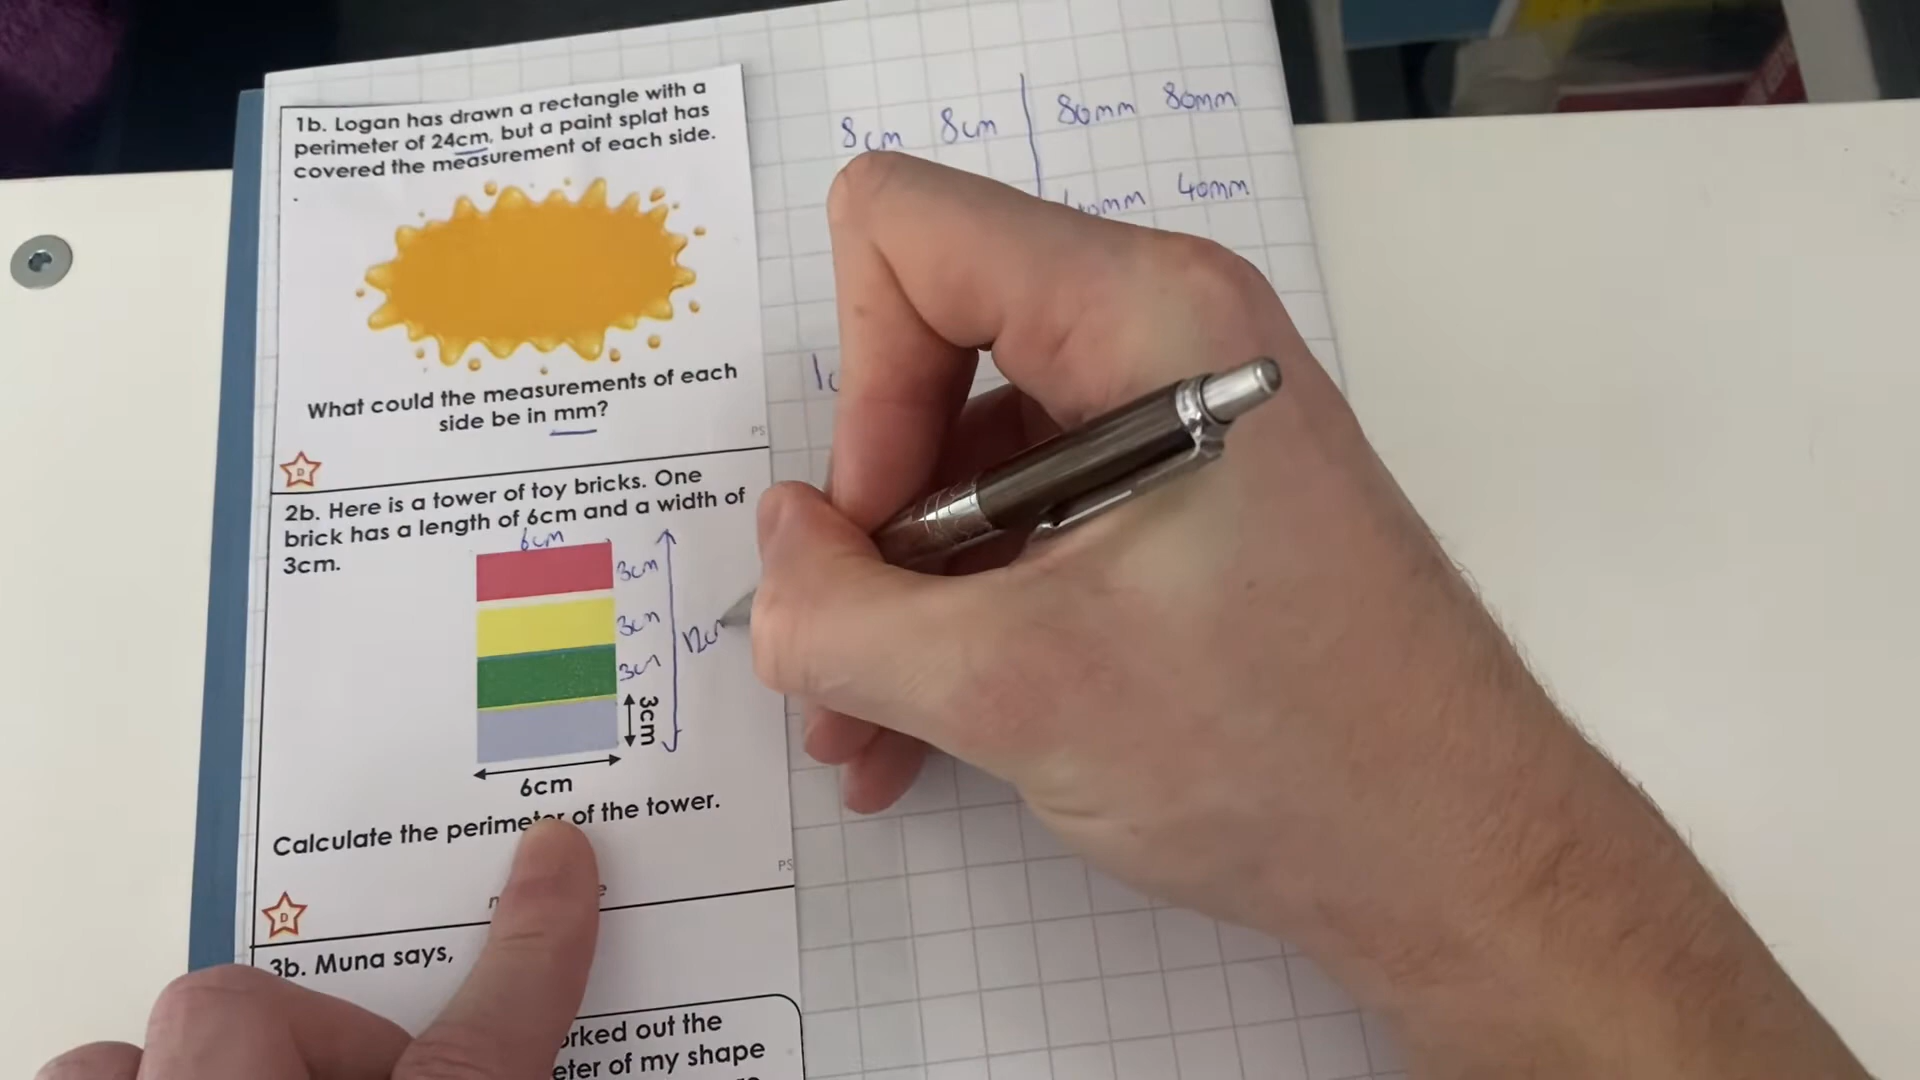 1b. Logan has drawn a rectangle with a
perimeter of 24cm, but a paint splat has
covered the measurement of each side.
What could the measurements of each
side be in mm?
PS
D
2b. Here is a tower of toy bricks. One
brick has a length of 6cm and a width of
3cm.
6cm
3cm
3cm
3cm
3cm
12cm
6cm
Calculate the perimeter of the tower.
PS
D
3b. Muna says,
the
of my shape
8cm 8cm 80mm 80mm
40mm